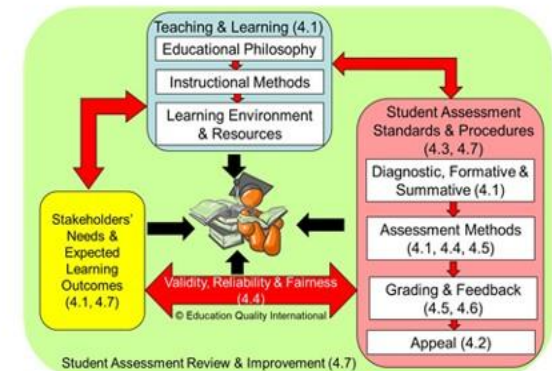 Teaching & Learning (4.1)
Educational Philosophy
Instructional Methods
Learning Environment
& Resources
Student Assessment
Standards & Procedures
(4.3, 4.7)
Diagnostic, Formative &
Summative (4.1)
Assessment Methods
(4.1, 4.4, 4.5)
Grading & Feedback
(4.5, 4.6)
Appeal (4.2)
Stakeholders'
Needs &
Expected
Learning
Outcomes
(4.1, 4.7)
Validity, Reliability & Fairness
(4.4)
© Education Quality International
Student Assessment Review & Improvement (4.7)